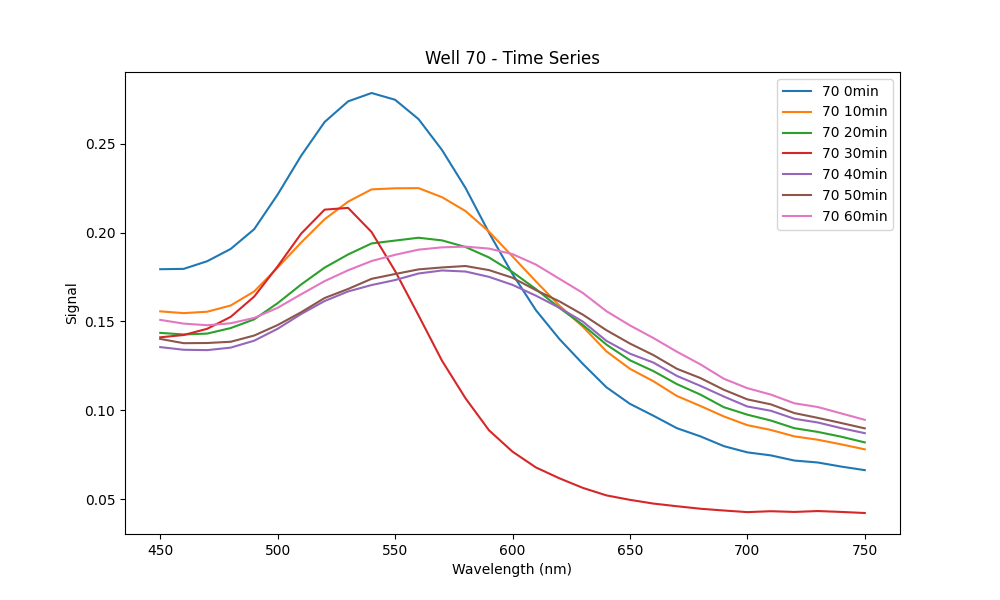 Well 70 - Time Series
70 0min
70 10min
70 20min
70 30min
70 40min
70 50min
70 60min
Signal
0.25
0.20
0.15
0.10
0.05
450 500 550 600 650 700 750
Wavelength (nm)